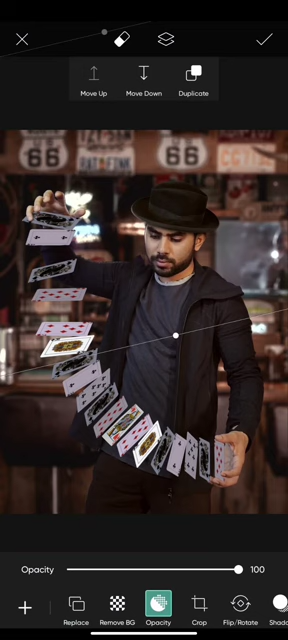 Move Up
Move Down
Duplicate
66
66
Opacity
100
Replace
Remove BG
Opacity
Crop
Flip/Rotate
Shado